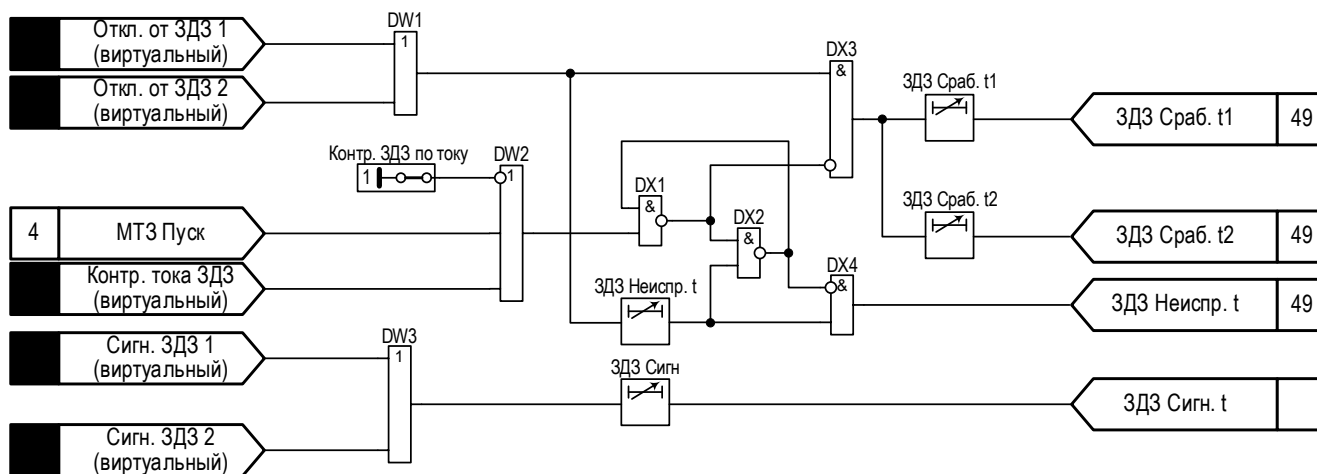 Откл. от ЗДЗ 1
(виртуальный)
DW1
1
Откл. от ЗДЗ 2
(виртуальный)
DX3
&
ЗДЗ Сраб. t1
ЗДЗ Сраб. t1
49
Контр. ЗДЗ по току
1
DW2
1
DX1
&
DX2
&
ЗДЗ Сраб. t2
ЗДЗ Сраб. t2
49
4
МТЗ Пуск
Контр. тока ЗДЗ
(виртуальный)
ЗДЗ Неиспр. t
DX4
&
ЗДЗ Неиспр. t
49
Сигн. ЗДЗ 1
(виртуальный)
DW3
1
ЗДЗ Сигн
ЗДЗ Сигн. t
Сигн. ЗДЗ 2
(виртуальный)